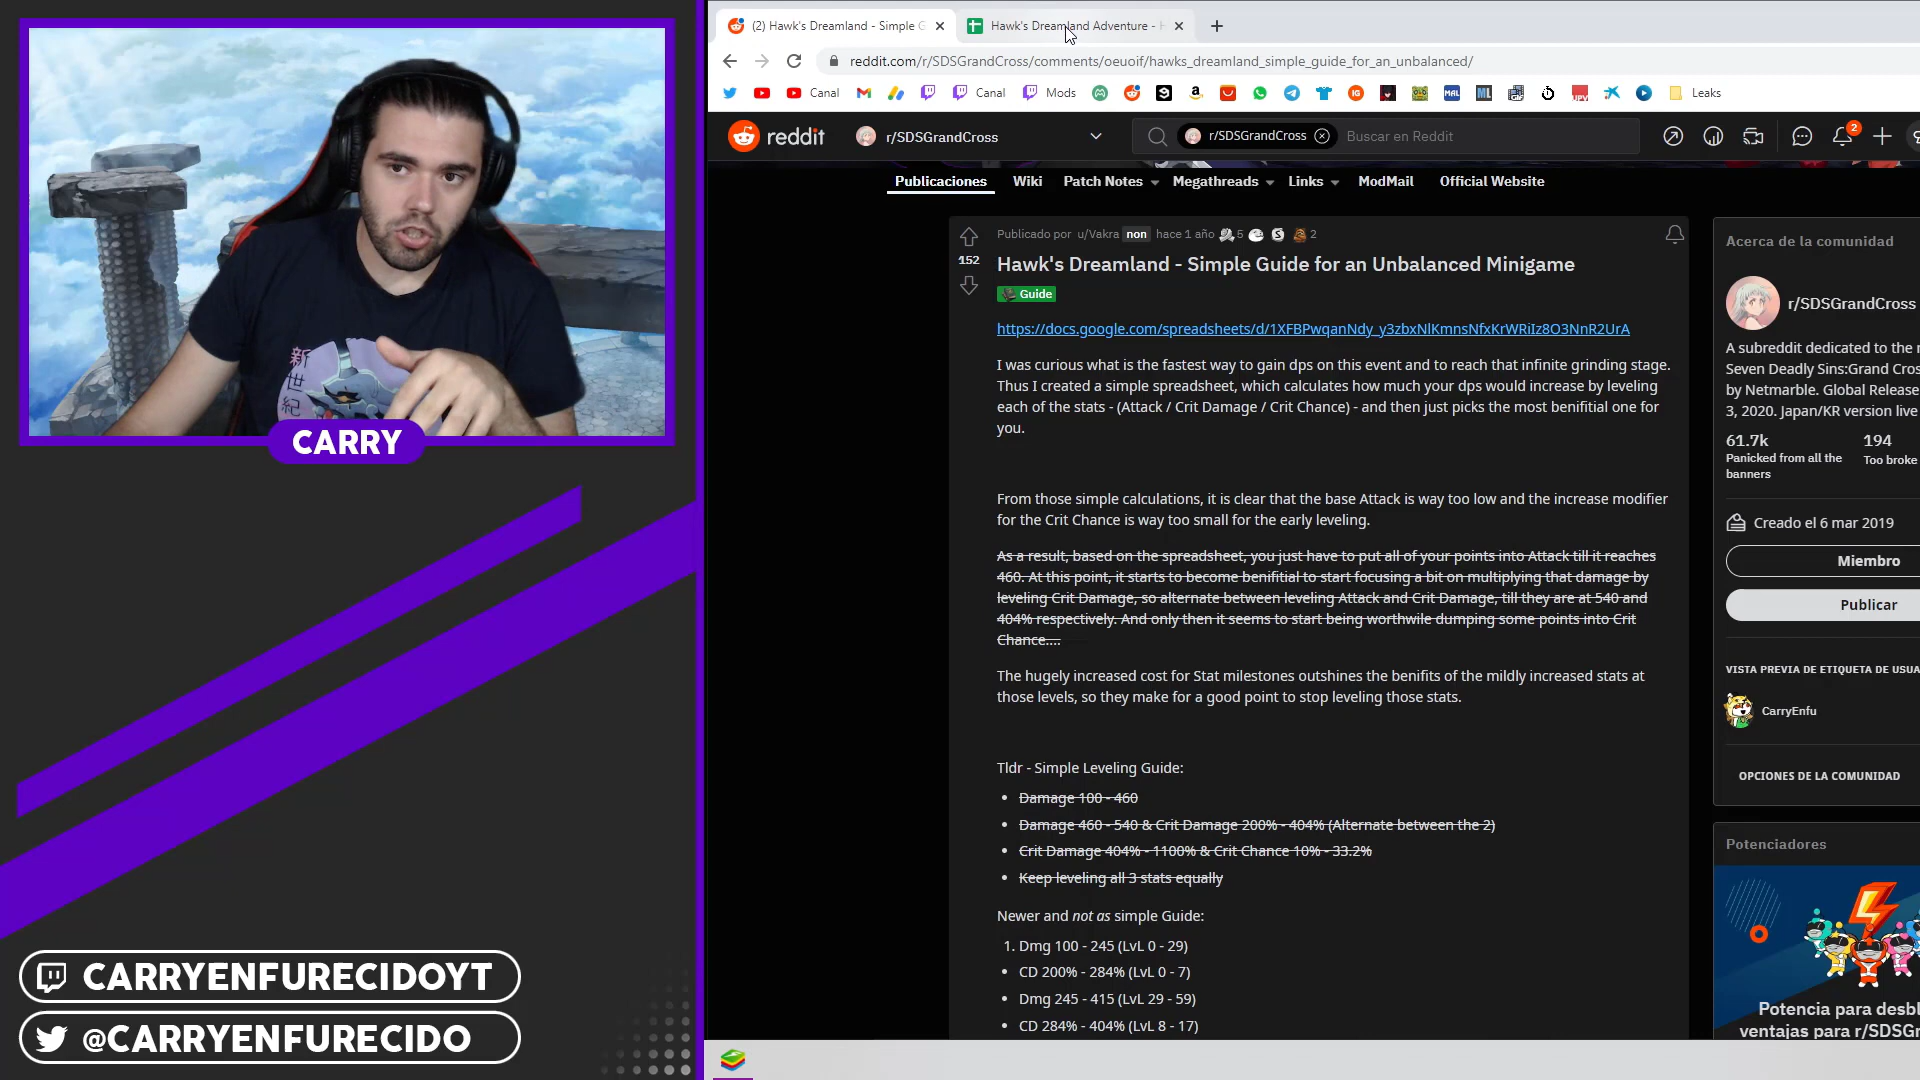 (2) Hawk's Dreamland - Simple G
Hawk's Dreamland Adventure -
reddit.com/r/SDSGrandCross/comments/oeuoif/hawks_dreamland_simple_guide_for_an_unbalanced/
Canal
Canal
Mods
Leaks
reddit
r/SDSGrandCross
r/SDSGrandCross
Buscar en Reddit
2
Publicaciones
Wiki
Patch Notes
Megathreads
Links
ModMail
Official Website
152
Publicado por u/Vakra non hace 1 año 5 2
Hawk's Dreamland - Simple Guide for an Unbalanced Minigame
Guide
https://docs.google.com/spreadsheets/d/1XFBPwqanNdy_y3zbxNlKmnsNfxKrWRiIz8O3NnR2UrA
I was curious what is the fastest way to gain dps on this event and to reach that infinite grinding stage.
Thus I created a simple spreadsheet, which calculates how much your dps would increase by leveling
each of the stats - (Attack / Crit Damage / Crit Chance) - and then just picks the most benifitial one for
you.
From those simple calculations, it is clear that the base Attack is way too low and the increase modifier
for the Crit Chance is way too small for the early leveling.
As a result, based on the spreadsheet, you just have to put all of your points into Attack till it reaches
460. At this point, it starts to become benifitial to start focusing a bit on multiplying that damage by
leveling Crit Damage, so alternate between leveling Attack and Crit Damage, till they are at 540 and
404% respectively. And only then it seems to start being worthwile dumping some points into Crit
Chance....
The hugely increased cost for Stat milestones outshines the benifits of the mildly increased stats at
those levels, so they make for a good point to stop leveling those stats.
Tldr - Simple Leveling Guide:
• Damage 100 - 460
• Damage 460 - 540 & Crit Damage 200% - 404% (Alternate between the 2)
• Crit Damage 404% - 1100% & Crit Chance 10% - 33.2%
• Keep leveling all 3 stats equally
Newer and not as simple Guide:
1. Dmg 100 - 245 (LvL 0 - 29)
• CD 200% - 284% (LvL 0 - 7)
• Dmg 245 - 415 (LvL 29 - 59)
• CD 284% - 404% (LvL 8 - 17)
Acerca de la comunidad
r/SDSGrandCross
A subreddit dedicated to the
Seven Deadly Sins:Grand Cros
by Netmarble. Global Release
3, 2020. Japan/KR version live
61.7k
Panicked from all the
banners
194
Too broke
Creado el 6 mar 2019
Miembro
Publicar
VISTA PREVIA DE ETIQUETA DE USUA
CarryEnfu
OPCIONES DE LA COMUNIDAD
Potenciadores
Potencia para desbl
ventajas para r/SDSGr
新
世
紀
CARRY
CARRYENFURECIDOYT
@CARRYENFURECIDO